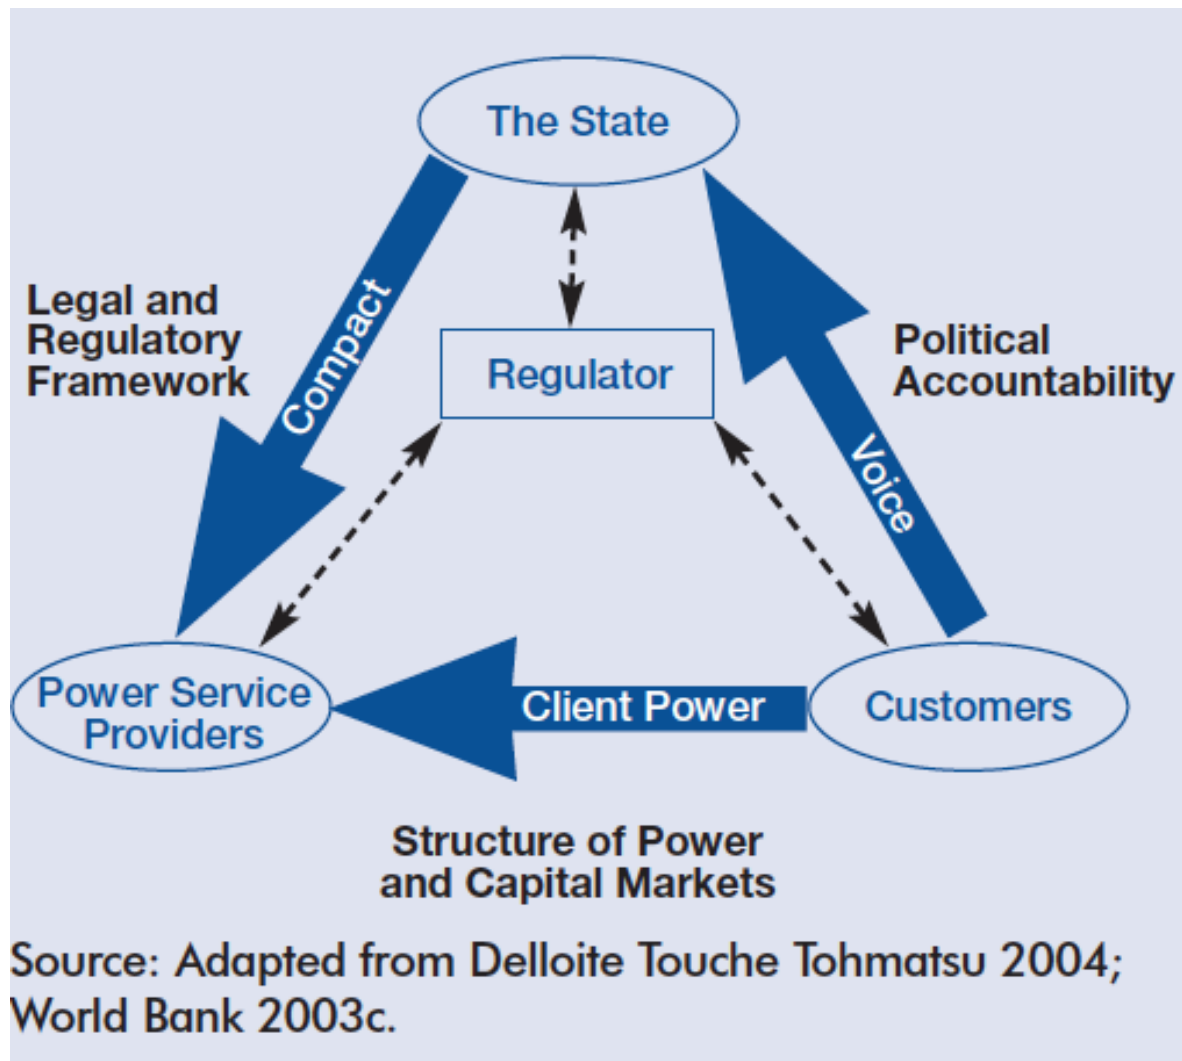 The State
Legal and
Regulatory
Framework
Compact
Regulator
Political
Accountability
Voice
Power Service
Providers
Client Power
Customers
Structure of Power
and Capital Markets
Source: Adapted from Delloite Touche Tohmatsu 2004;
World Bank 2003c.